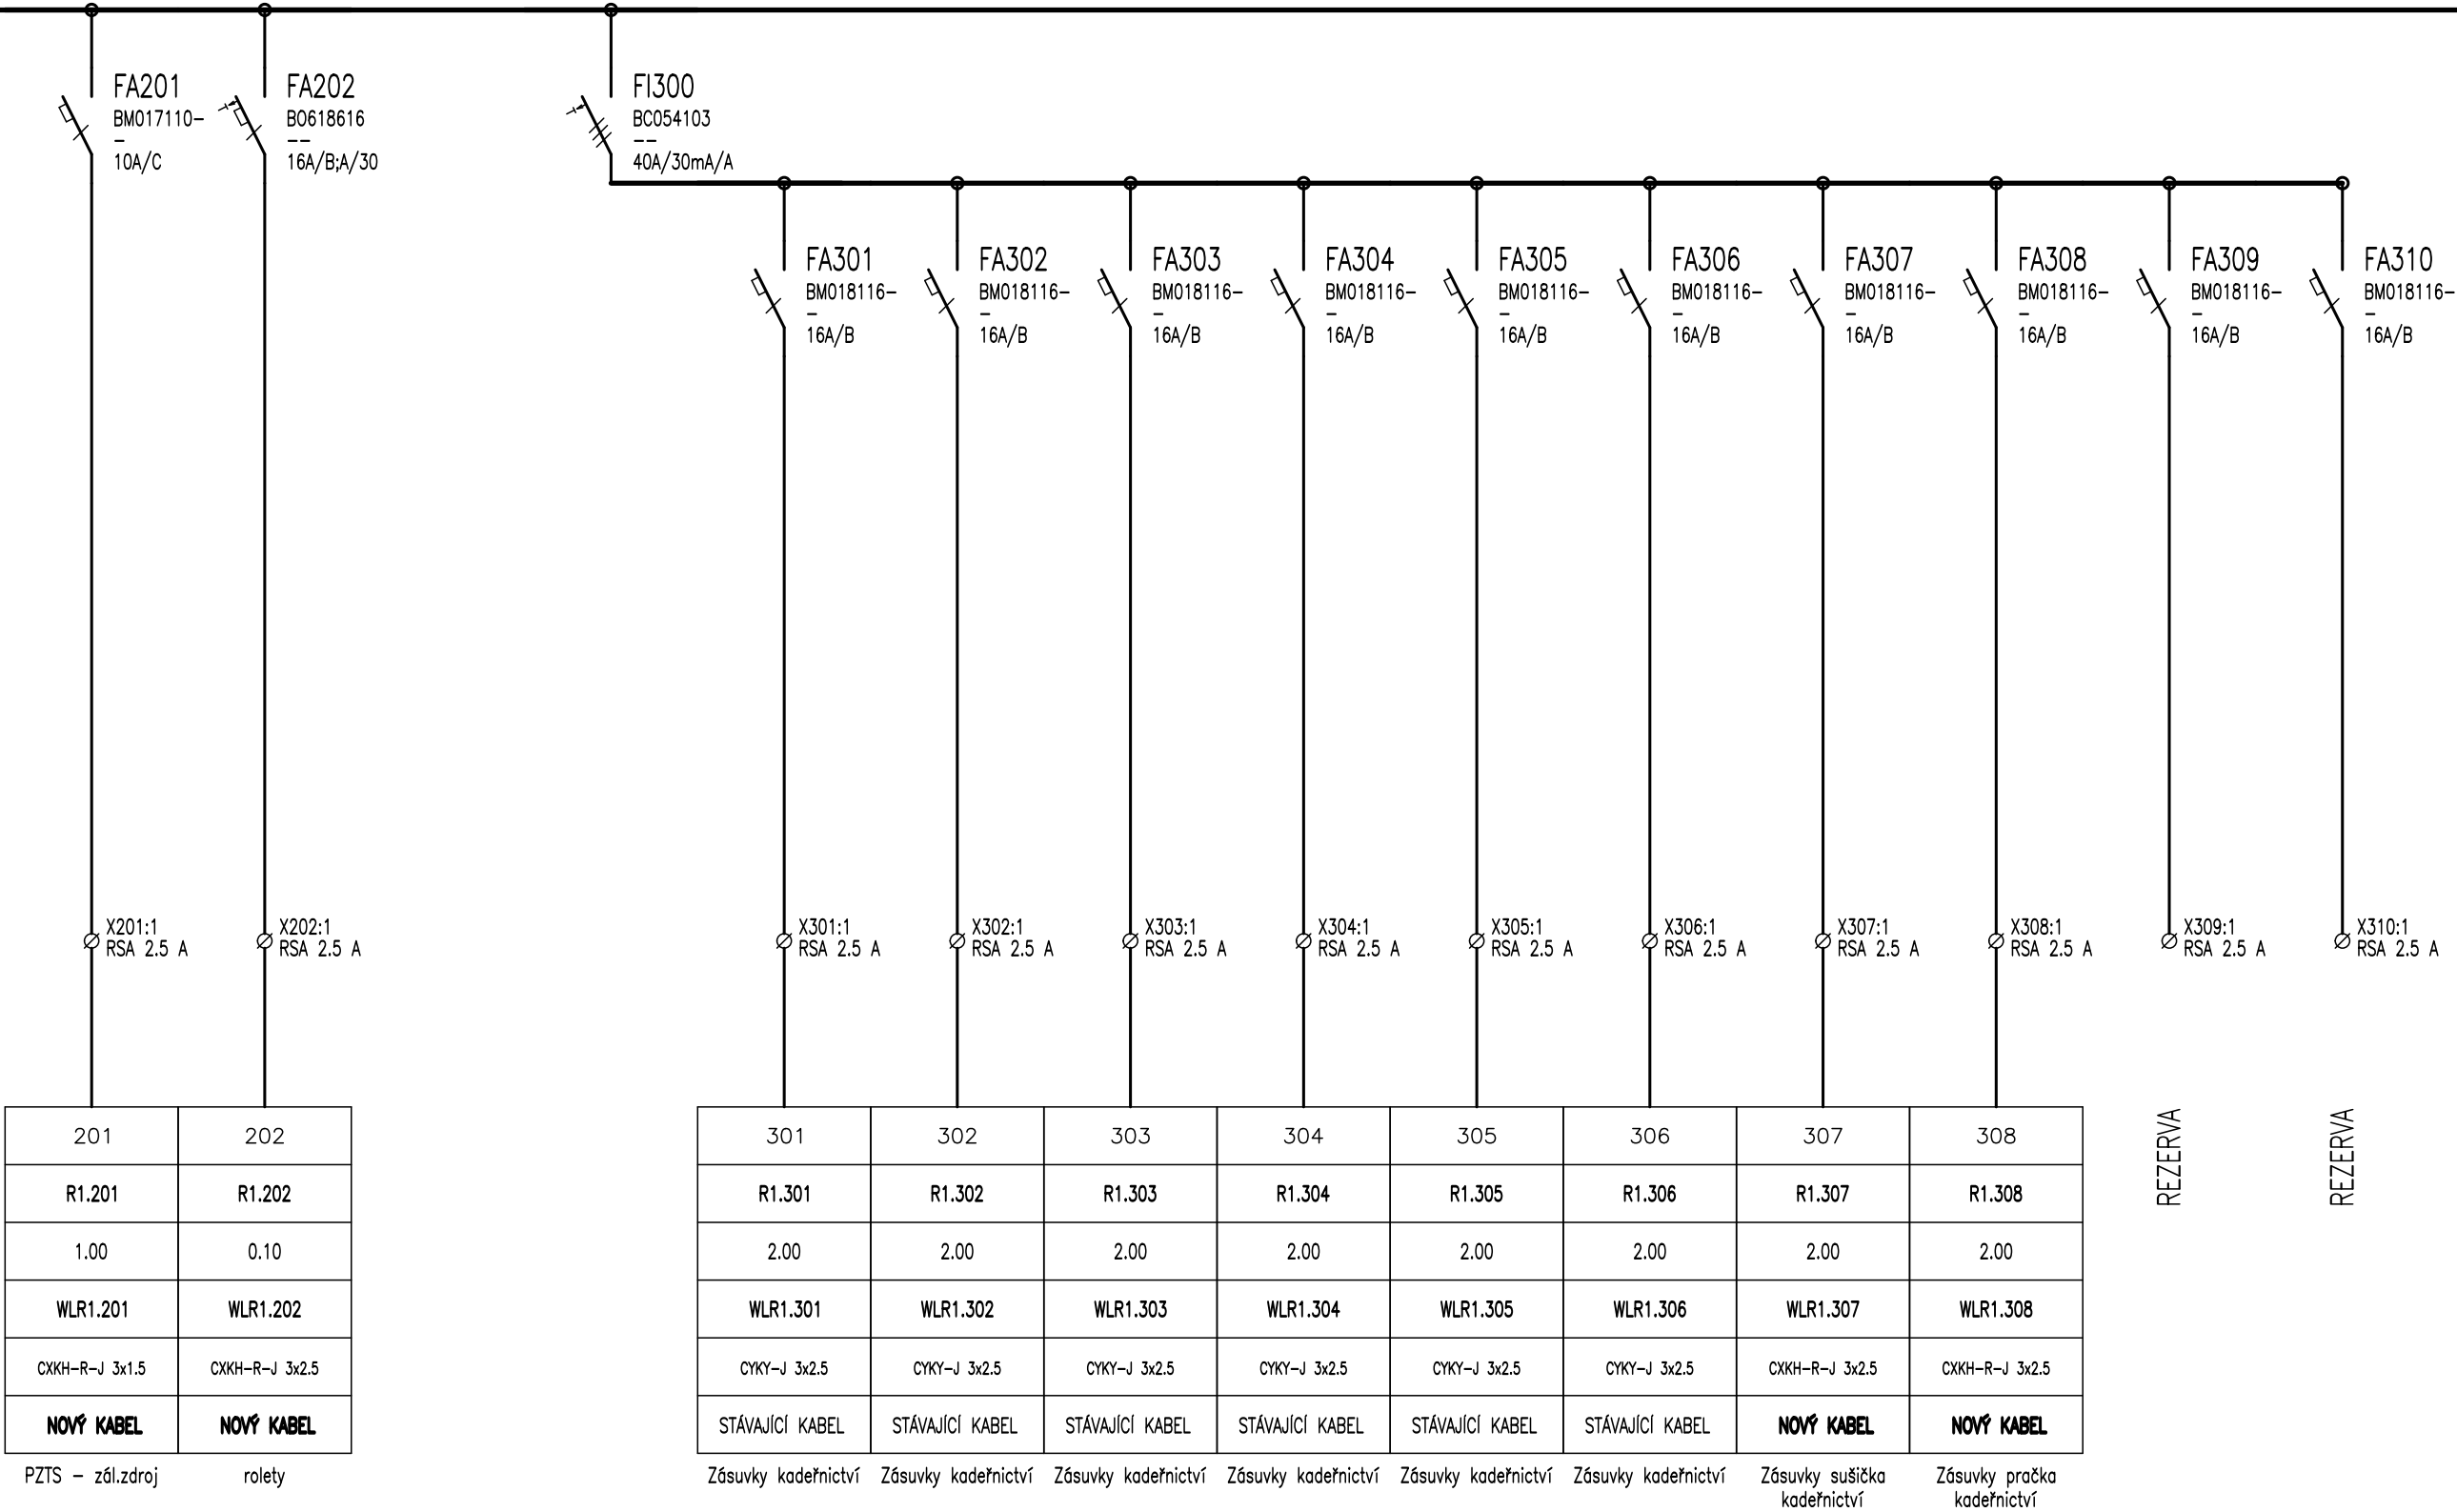 FA201
BM017110-
-
10A/C
FA202
BO618616
--
16A/B;A/30
FI300
BC054103
--
40A/30mA/A
FA301
BM018116-
-
16A/B
FA302
BM018116-
-
16A/B
FA303
BM018116-
-
16A/B
FA304
BM018116-
-
16A/B
FA305
BM018116-
-
16A/B
FA306
BM018116-
-
16A/B
FA307
BM018116-
-
16A/B
FA308
BM018116-
-
16A/B
FA309
BM018116-
-
16A/B
FA310
BM018116-
-
16A/B
X201:1
RSA 2.5 A
X202:1
RSA 2.5 A
X301:1
RSA 2.5 A
X302:1
RSA 2.5 A
X303:1
RSA 2.5 A
X304:1
RSA 2.5 A
X305:1
RSA 2.5 A
X306:1
RSA 2.5 A
X307:1
RSA 2.5 A
X308:1
RSA 2.5 A
X309:1
RSA 2.5 A
X310:1
RSA 2.5 A
201 202 301 302 303 304 305 306 307 308
R1.201 R1.202 R1.301 R1.302 R1.303 R1.304 R1.305 R1.306 R1.307 R1.308
1.00 0.10 2.00 2.00 2.00 2.00 2.00 2.00 2.00 2.00
WLR1.201 WLR1.202 WLR1.301 WLR1.302 WLR1.303 WLR1.304 WLR1.305 WLR1.306 WLR1.307 WLR1.308
CXKH-R-J 3x1.5 CXKH-R-J 3x2.5 CYKY-J 3x2.5 CYKY-J 3x2.5 CYKY-J 3x2.5 CYKY-J 3x2.5 CYKY-J 3x2.5 CYKY-J 3x2.5 CXKH-R-J 3x2.5 CXKH-R-J 3x2.5
NOVÝ KABEL NOVÝ KABEL STÁVAJÍCÍ KABEL STÁVAJÍCÍ KABEL STÁVAJÍCÍ KABEL STÁVAJÍCÍ KABEL STÁVAJÍCÍ KABEL STÁVAJÍCÍ KABEL NOVÝ KABEL NOVÝ KABEL
PZTS - zál.zdroj
rolety
Zásuvky kadeřnictví
Zásuvky kadeřnictví
Zásuvky kadeřnictví
Zásuvky kadeřnictví
Zásuvky kadeřnictví
Zásuvky kadeřnictví
Zásuvky sušička
kadeřnictví
Zásuvky pračka
kadeřnictví
REZERVA
REZERVA